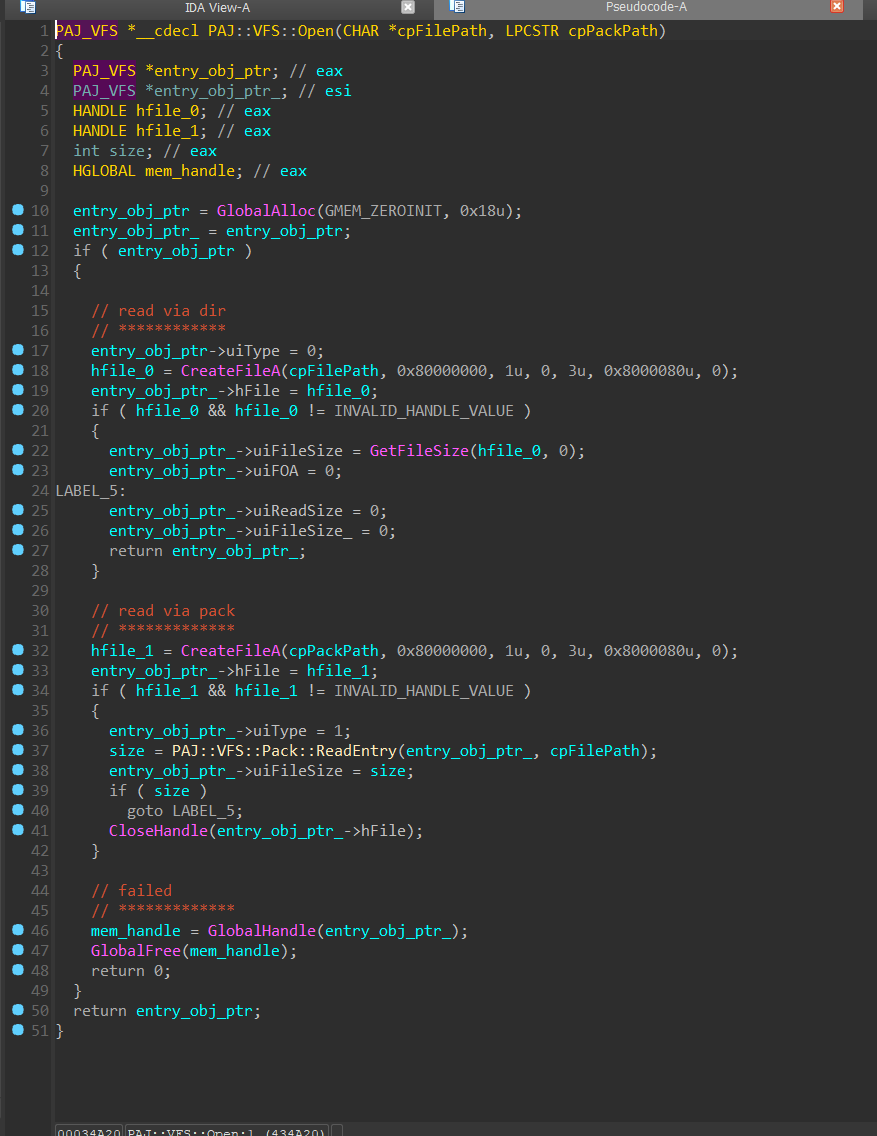 IDA View-A Pseudocode-A
1 PAJ_VFS *__cdecl PAJ::VFS::Open(CHAR *cpFilePath, LPCSTR cpPackPath)
2 {
3 PAJ_VFS *entry_obj_ptr; // eax
4 PAJ_VFS *entry_obj_ptr_; // esi
5 HANDLE hfile_0; // eax
6 HANDLE hfile_1; // eax
7 int size; // eax
8 HGLOBAL mem_handle; // eax
9
10 entry_obj_ptr = GlobalAlloc(GMEM_ZEROINIT, 0x18u);
11 entry_obj_ptr_ = entry_obj_ptr;
12 if ( entry_obj_ptr )
13 {
14
15 // read via dir
16 // ************
17 entry_obj_ptr->uiType = 0;
18 hfile_0 = CreateFileA(cpFilePath, 0x80000000, 1u, 0, 3u, 0x8000080u, 0);
19 entry_obj_ptr_->hFile = hfile_0;
20 if ( hfile_0 && hfile_0 != INVALID_HANDLE_VALUE )
21 {
22 entry_obj_ptr_->uiFileSize = GetFileSize(hfile_0, 0);
23 entry_obj_ptr_->uiFOA = 0;
24 LABEL_5:
25 entry_obj_ptr_->uiReadSize = 0;
26 entry_obj_ptr_->uiFileSize_ = 0;
27 return entry_obj_ptr_;
28 }
29
30 // read via pack
31 // *************
32 hfile_1 = CreateFileA(cpPackPath, 0x80000000, 1u, 0, 3u, 0x8000080u, 0);
33 entry_obj_ptr_->hFile = hfile_1;
34 if ( hfile_1 && hfile_1 != INVALID_HANDLE_VALUE )
35 {
36 entry_obj_ptr_->uiType = 1;
37 size = PAJ::VFS::Pack::ReadEntry(entry_obj_ptr_, cpFilePath);
38 entry_obj_ptr_->uiFileSize = size;
39 if ( size )
40 goto LABEL_5;
41 CloseHandle(entry_obj_ptr_->hFile);
42 }
43
44 // failed
45 // *************
46 mem_handle = GlobalHandle(entry_obj_ptr_);
47 GlobalFree(mem_handle);
48 return 0;
49 }
50 return entry_obj_ptr;
51 }
00034A20 PAJ::VFS::Open:1 (434A20)